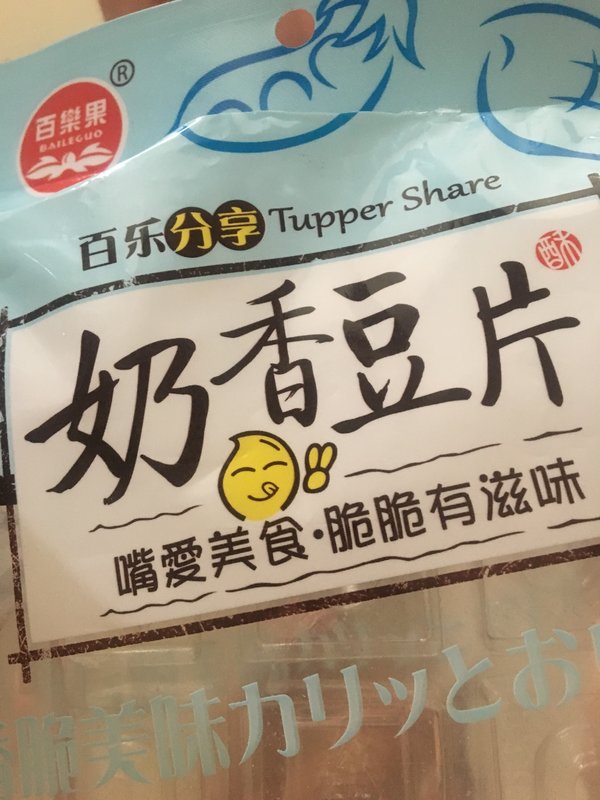 ®
百樂果
BAILEGUO
百乐分享 Tupper Share
酥
奶香豆片
嘴愛美食·脆脆有滋味
香脆美味カリッとお